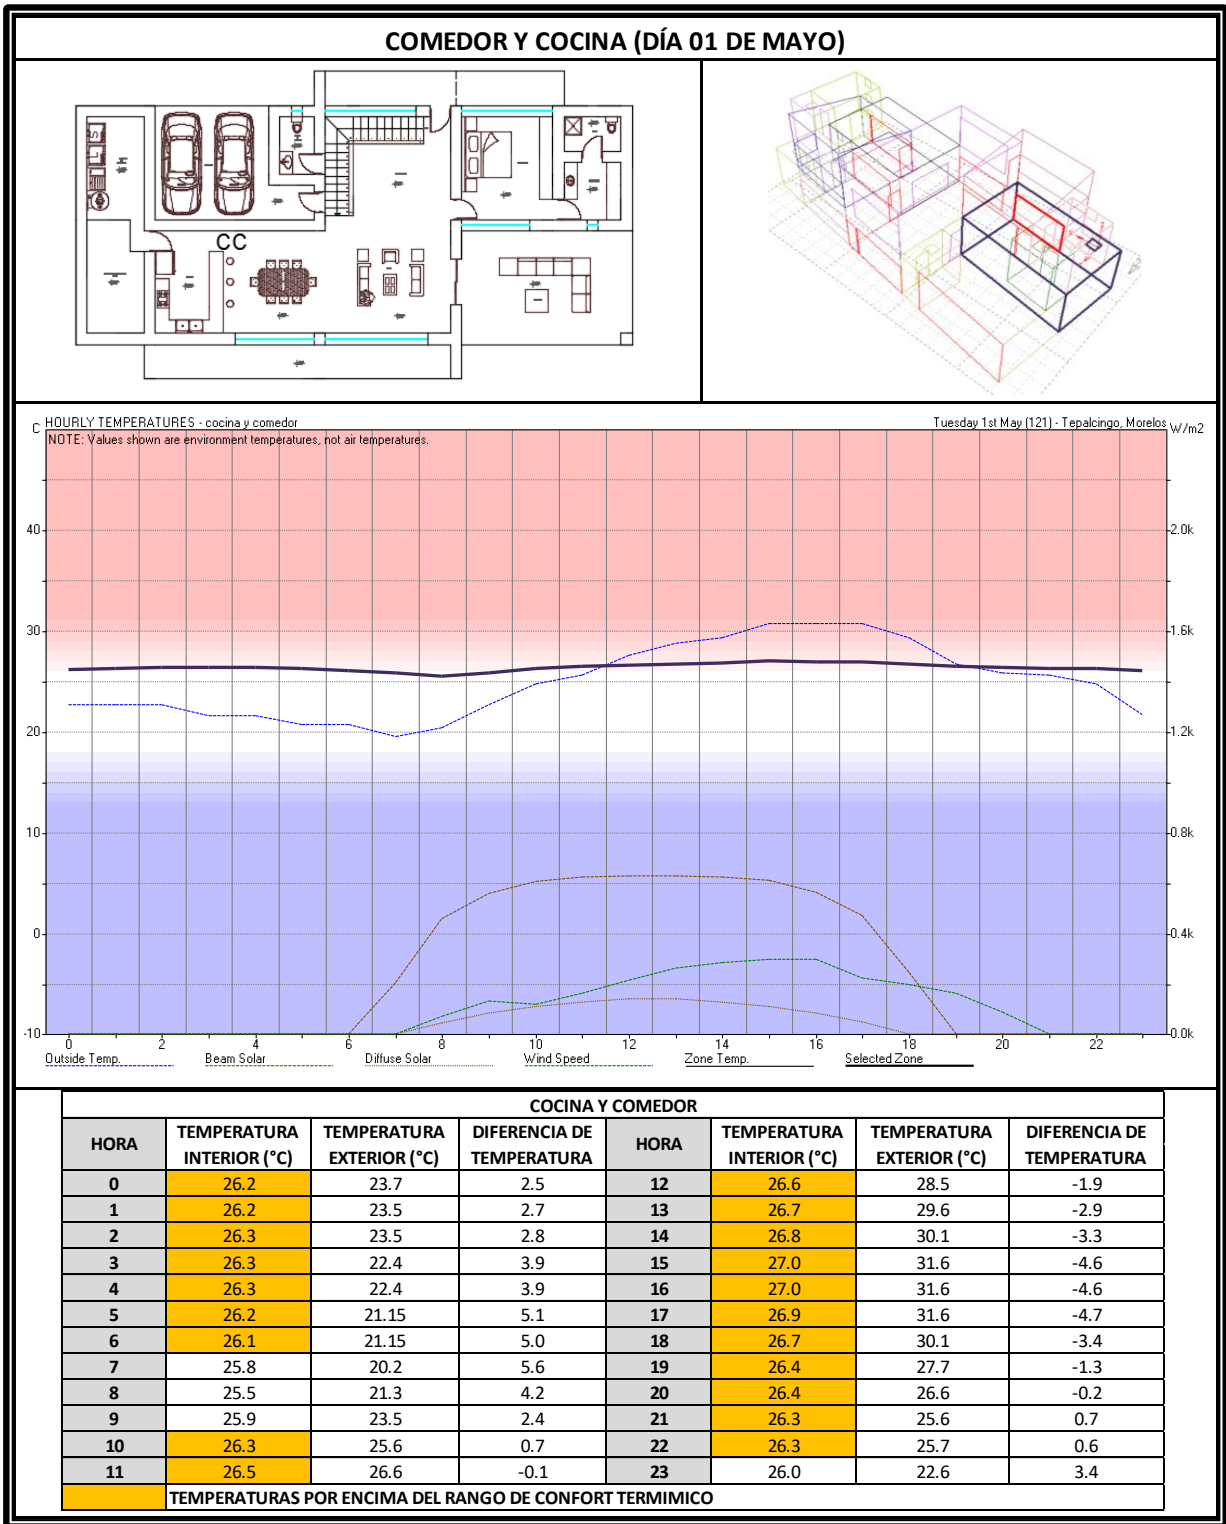 COMEDOR Y COCINA (DÍA 01 DE MAYO)
CC
HOURLY TEMPERATURES - cocina y comedor
Tuesday 1st May (121) - Tepalcingo, Morelos
C
W/m2
NOTE: Values shown are environment temperatures, not air temperatures.
40
2.0k
30
1.6k
20
1.2k
10
0.8k
0
0.4k
-10
0.0k
0 2 4 6 8 10 12 14 16 18 20 22
Outside Temp. Beam Solar Diffuse Solar Wind Speed Zone Temp. Selected Zone
COCINA Y COMEDOR
HORA TEMPERATURA INTERIOR (°C) TEMPERATURA EXTERIOR (°C) DIFERENCIA DE TEMPERATURA HORA TEMPERATURA INTERIOR (°C) TEMPERATURA EXTERIOR (°C) DIFERENCIA DE TEMPERATURA
0 26.2 23.7 2.5 12 26.6 28.5 -1.9
1 26.2 23.5 2.7 13 26.7 29.6 -2.9
2 26.3 23.5 2.8 14 26.8 30.1 -3.3
3 26.3 22.4 3.9 15 27.0 31.6 -4.6
4 26.3 22.4 3.9 16 27.0 31.6 -4.6
5 26.2 21.15 5.1 17 26.9 31.6 -4.7
6 26.1 21.15 5.0 18 26.7 30.1 -3.4
7 25.8 20.2 5.6 19 26.4 27.7 -1.3
8 25.5 21.3 4.2 20 26.4 26.6 -0.2
9 25.9 23.5 2.4 21 26.3 25.6 0.7
10 26.3 25.6 0.7 22 26.3 25.7 0.6
11 26.5 26.6 -0.1 23 26.0 22.6 3.4
TEMPERATURAS POR ENCIMA DEL RANGO DE CONFORT TERMIMICO